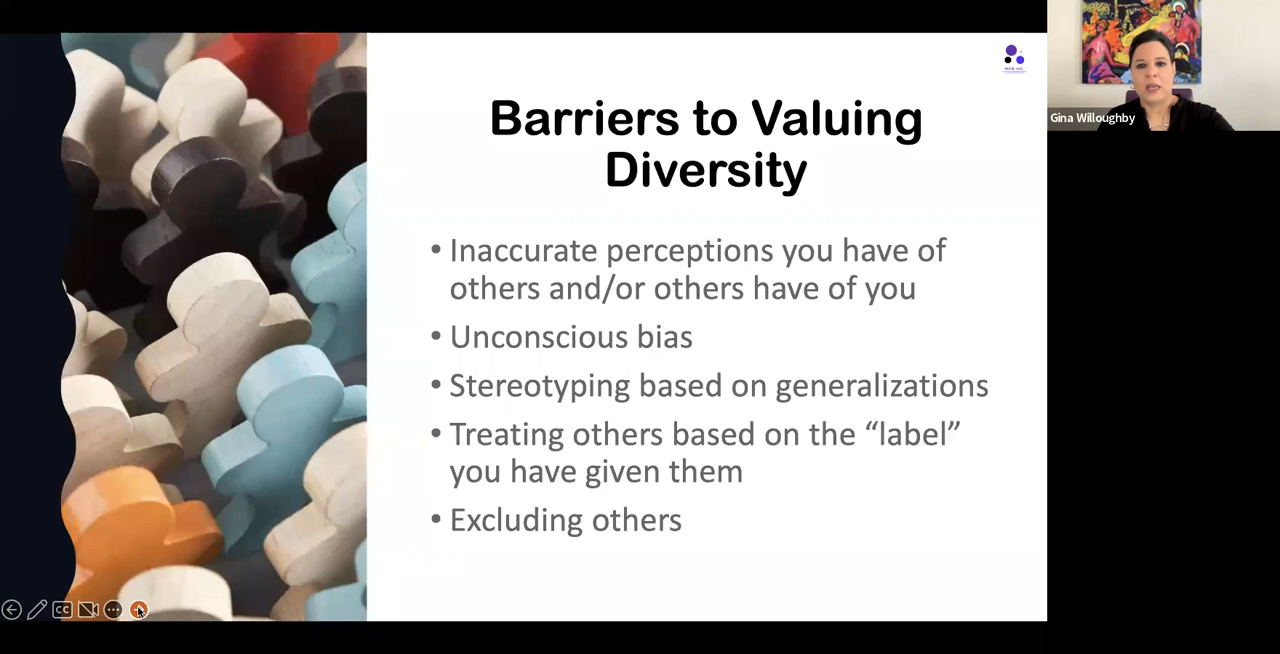 Barriers to Valuing
Diversity
• Inaccurate perceptions you have of
others and/or others have of you
• Unconscious bias
• Stereotyping based on generalizations
• Treating others based on the “label”
you have given them
• Excluding others
Gina Willoughby
CC